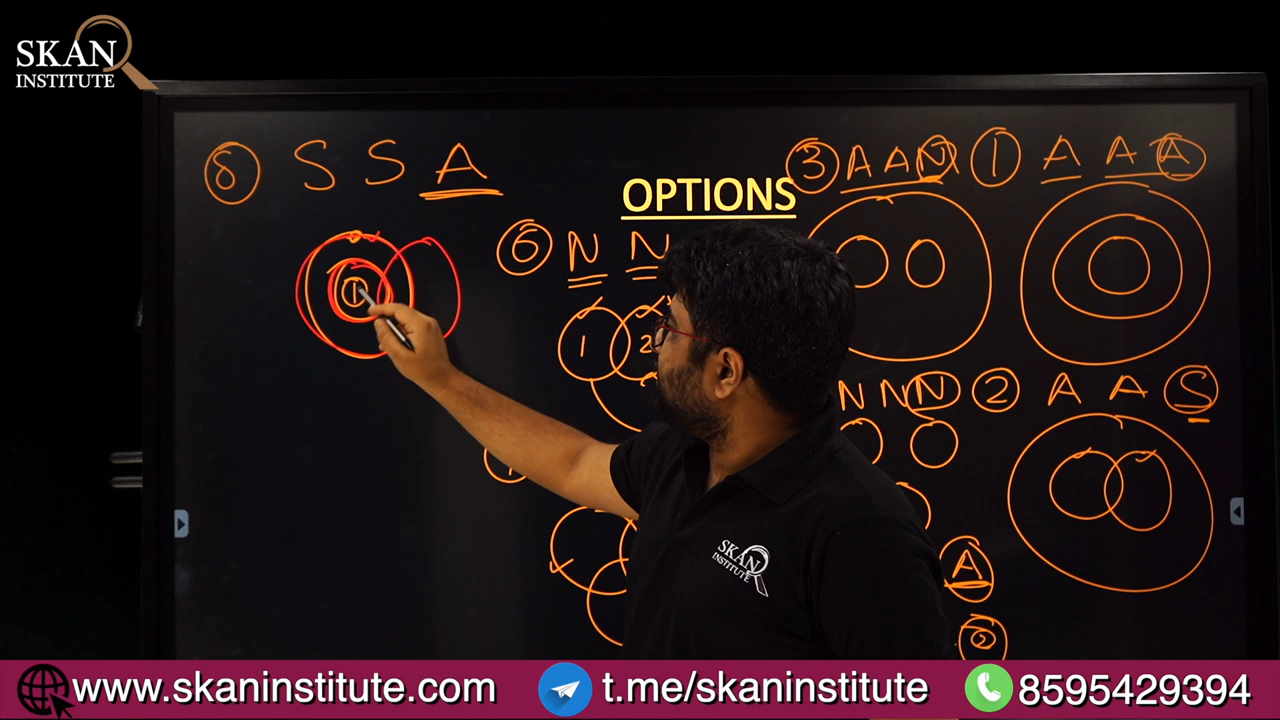 SKAN
INSTITUTE
8 S S A
OPTIONS
3 A A N
1 A A A
6 N N
1
1 2
N N N
2 A A S
A
SKAN
INSTITUTE
www.skaninstitute.com
t.me/skaninstitute
8595429394